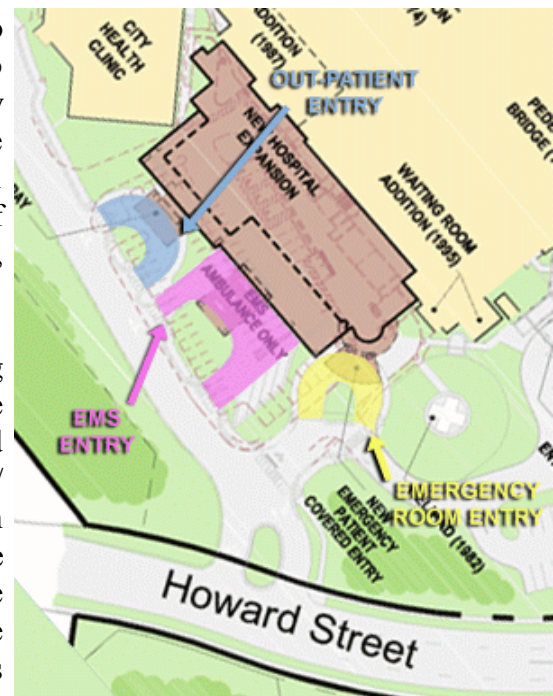 CITY
HEALTH
CLINIC
ADDITION
(1987)
OUT-PATIENT
ENTRY
NEW HOSPITAL
EXPANSION
WAITING ROOM
ADDITION (1995)
EMS
AMBULANCE ONLY
EMS
ENTRY
EMERGENCY
ROOM ENTRY
NEW
EMERGENCY
PATIENT
COVERED ENTRY
(1982)
Howard Street